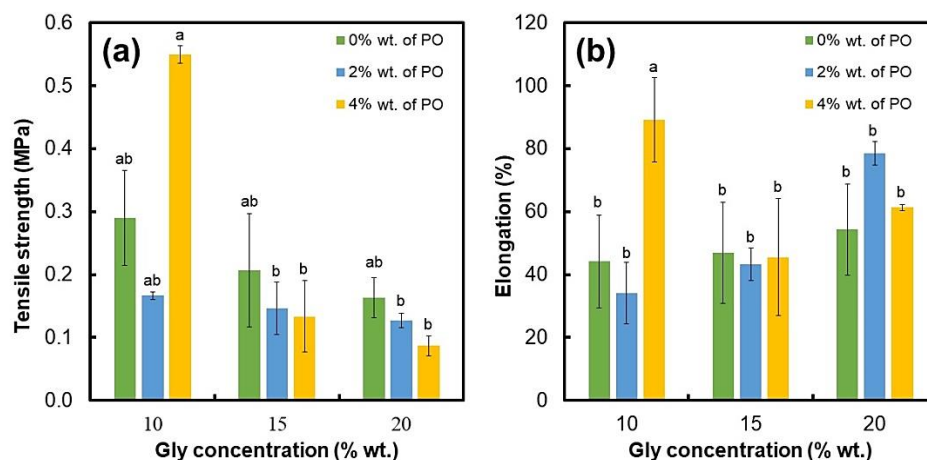 (a)
0% wt. of PO
2% wt. of PO
4% wt. of PO
Tensile strength (MPa)
0.6
0.5
0.4
0.3
0.2
0.1
0.0
ab
ab
a
ab
b
b
ab
b
b
10
15
20
Gly concentration (% wt.)
(b)
0% wt. of PO
2% wt. of PO
4% wt. of PO
Elongation (%)
120
100
80
60
40
20
0
b
b
a
b
b
b
b
b
b
10
15
20
Gly concentration (% wt.)